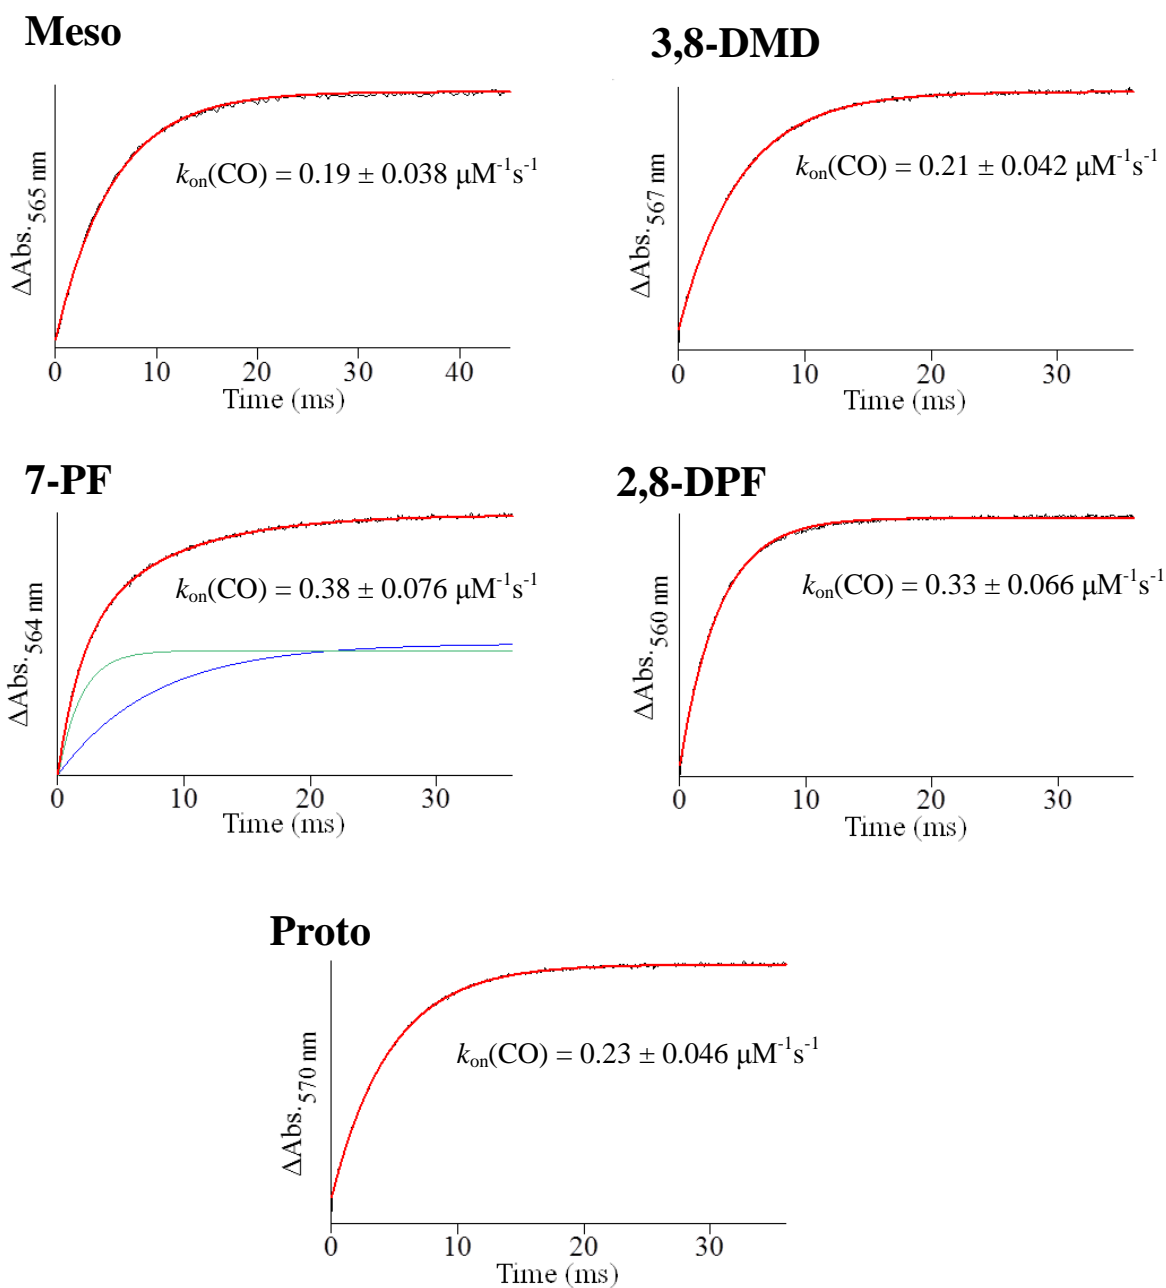 Meso
ΔAbs.565 nm
kon(CO) = 0.19 ± 0.038 μM-1s-1
0 10 20 30 40
Time (ms)
3,8-DMD
ΔAbs.567 nm
kon(CO) = 0.21 ± 0.042 μM-1s-1
0 10 20 30
Time (ms)
7-PF
ΔAbs.564 nm
kon(CO) = 0.38 ± 0.076 μM-1s-1
0 10 20 30
Time (ms)
2,8-DPF
ΔAbs.560 nm
kon(CO) = 0.33 ± 0.066 μM-1s-1
0 10 20 30
Time (ms)
Proto
ΔAbs.570 nm
kon(CO) = 0.23 ± 0.046 μM-1s-1
0 10 20 30
Time (ms)